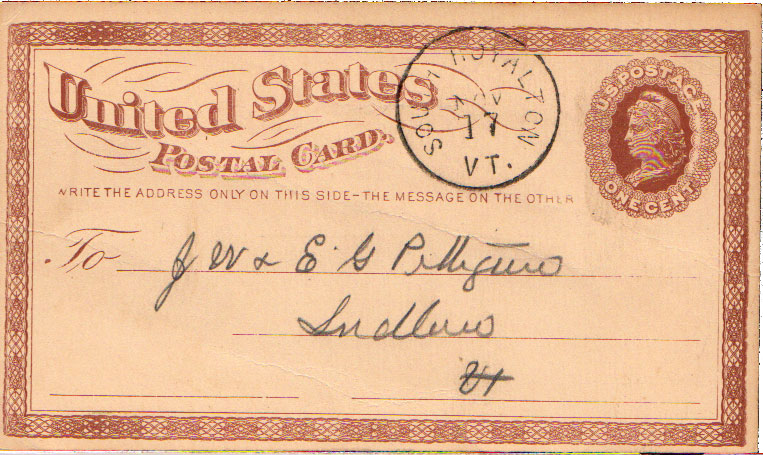 United States
POSTAL CARD.
SOUTH ROYALTON
17
VT.
U.S. POSTAGE
ONE CENT
WRITE THE ADDRESS ONLY ON THIS SIDE-THE MESSAGE ON THE OTHER
To J W & E. G
Vt